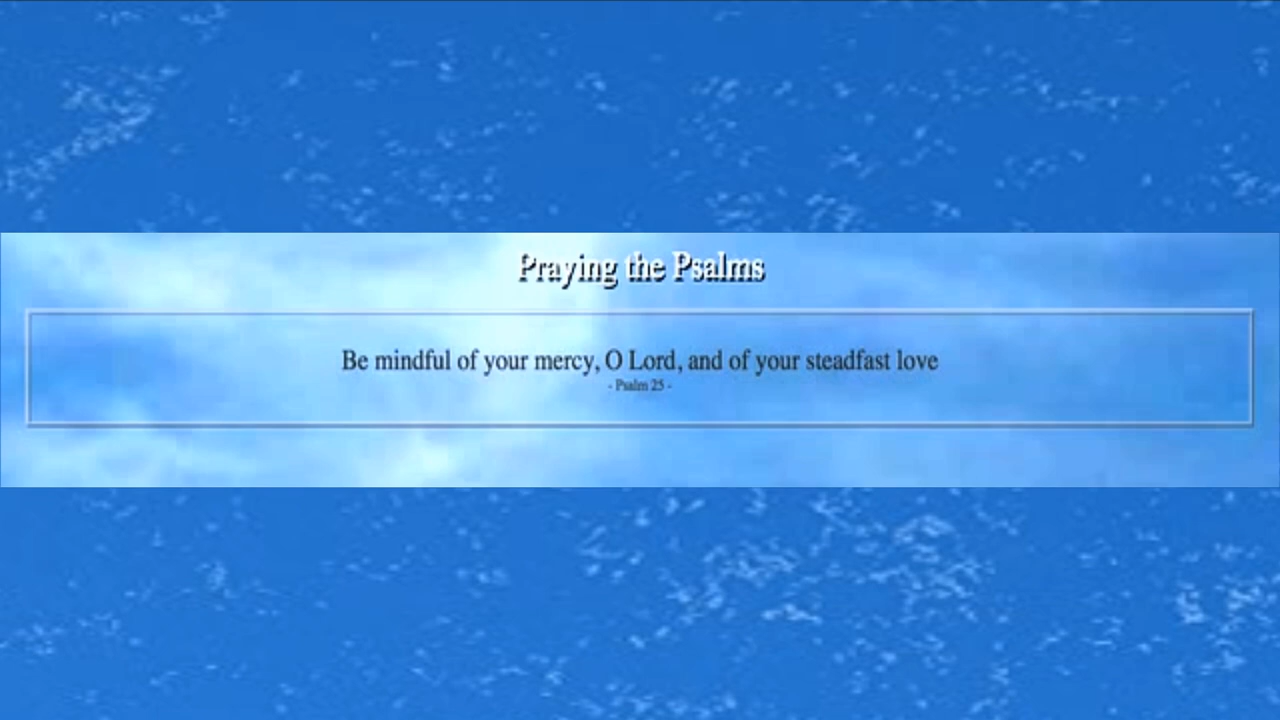 Praying the Psalms
Be mindful of your mercy, O Lord, and of your steadfast love
- Psalm 25 -